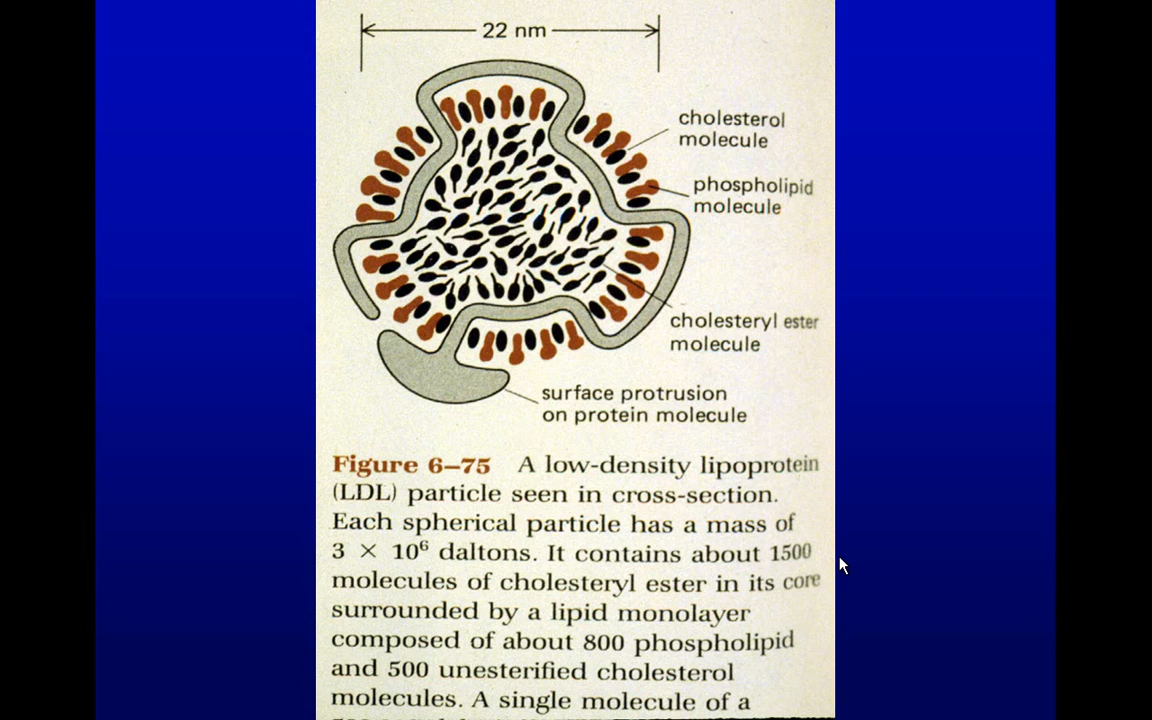 22 nm
cholesterol
molecule
phospholipid
molecule
cholesteryl ester
molecule
surface protrusion
on protein molecule
Figure 6–75 A low-density lipoprotein
(LDL) particle seen in cross-section.
Each spherical particle has a mass of
3 × 10⁶ daltons. It contains about 1500
molecules of cholesteryl ester in its core
surrounded by a lipid monolayer
composed of about 800 phospholipid
and 500 unesterified cholesterol
molecules. A single molecule of a